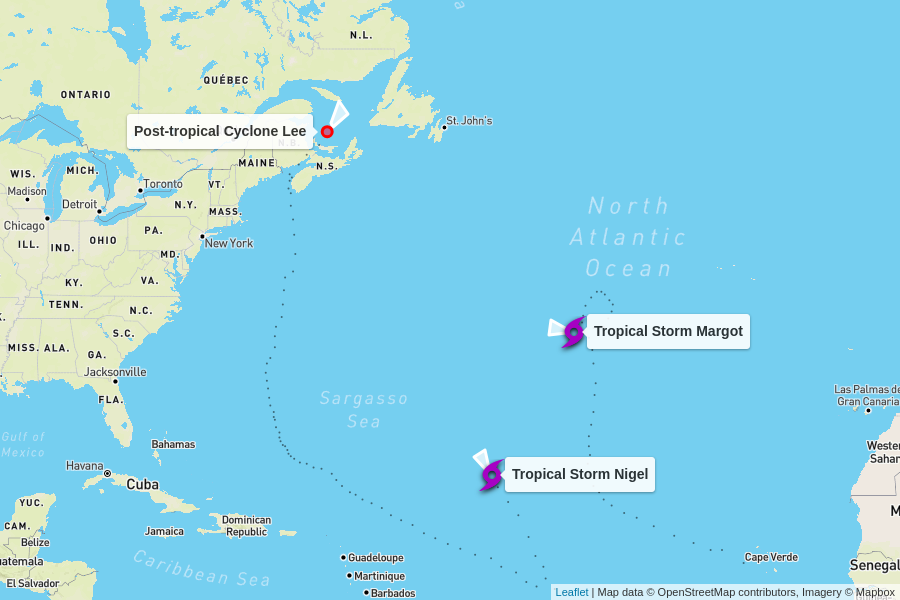 N.L.
QUÉBEC
ONTARIO
Post-tropical Cyclone Lee
St. John's
N.B.
MAINE
N.S.
WIS.
MICH.
Toronto
VT.
Madison
Detroit
N.Y.
MASS.
Chicago
PA.
ILL.
IND.
OHIO
New York
MD.
North
Atlantic
Ocean
KY.
VA.
TENN.
N.C.
S.C.
MISS.
ALA.
GA.
Tropical Storm Margot
Jacksonville
FLA.
Sargasso
Sea
Las Palmas de
Gran Canaria
Gulf of
Mexico
Bahamas
Wester
Sahar
Havana
Cuba
Tropical Storm Nigel
YUC.
CAM.
Belize
Jamaica
Dominican
Republic
M
uatemala
El Salvador
Caribbean Sea
Guadeloupe
Martinique
Barbados
Cape Verde
Senegal
Leaflet | Map data © OpenStreetMap contributors, Imagery © Mapbox